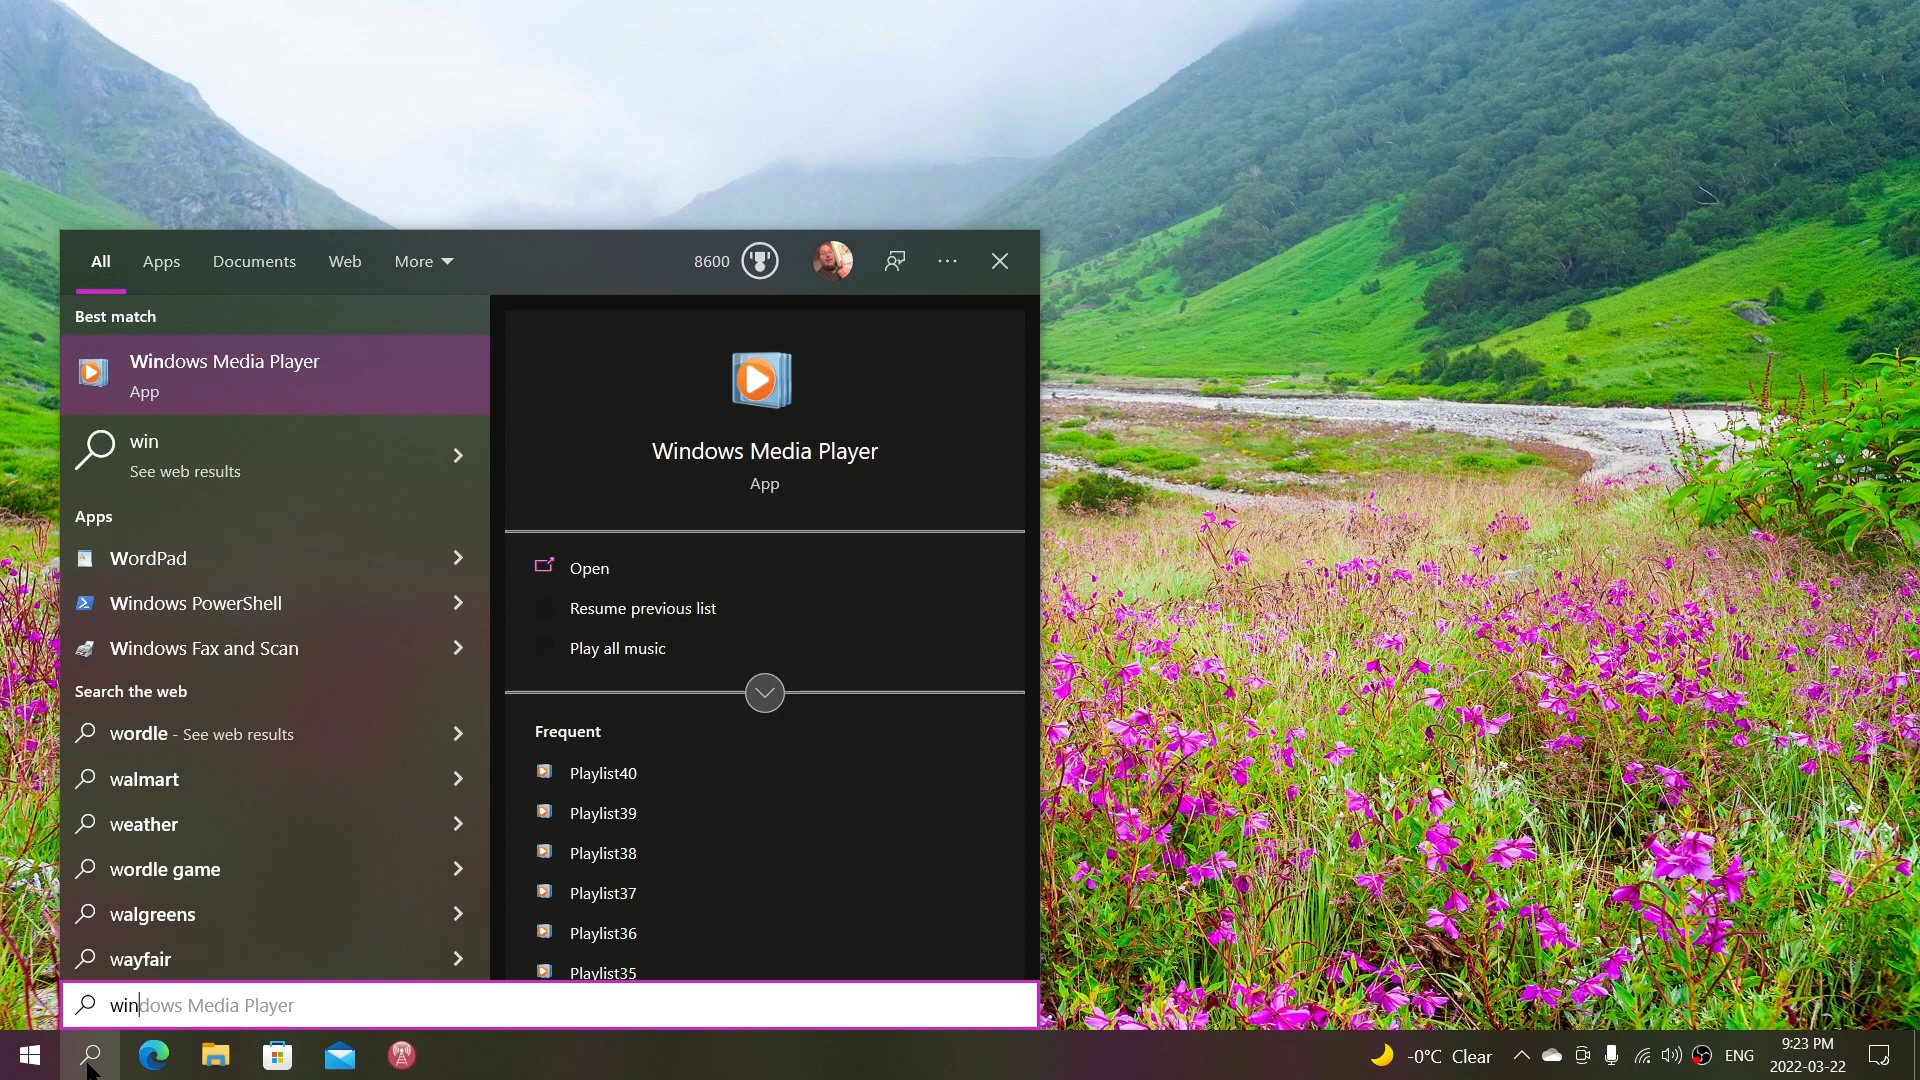 All Apps Documents Web More 8600
Best match
Windows Media Player
App
win
See web results
Apps
WordPad
Windows PowerShell
Windows Fax and Scan
Search the web
wordle - See web results
walmart
weather
wordle game
walgreens
wayfair
Windows Media Player
App
Open
Resume previous list
Play all music
Frequent
Playlist40
Playlist39
Playlist38
Playlist37
Playlist36
Playlist35
windows Media Player
-0°C Clear
ENG
9:23 PM
2022-03-22